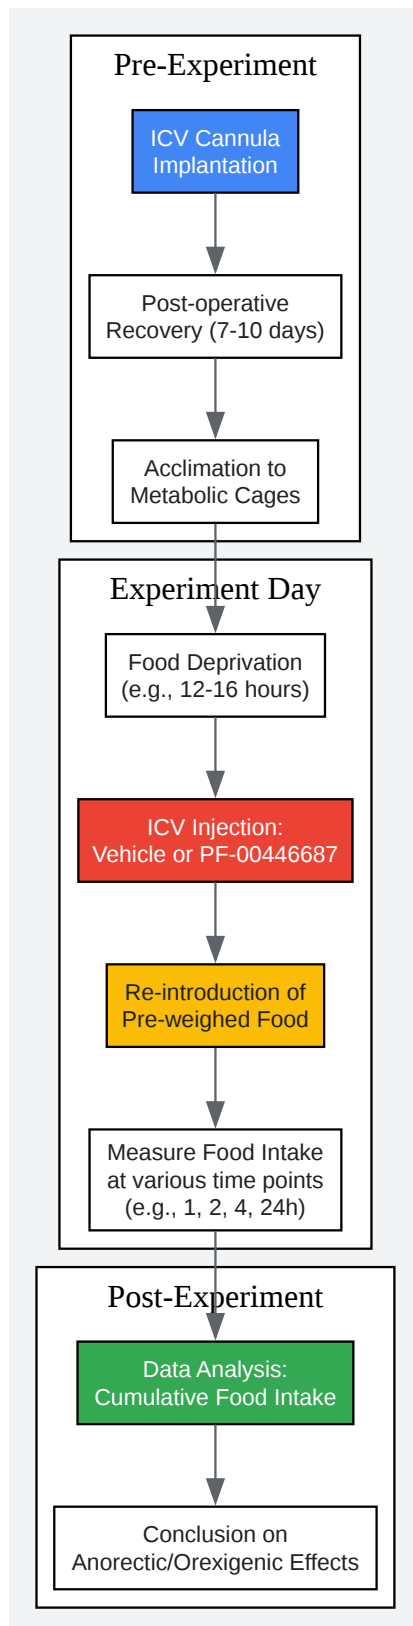 Pre-Experiment
ICV Cannula
Implantation
Post-operative
Recovery (7-10 days)
Acclimation to
Metabolic Cages
Experiment Day
Food Deprivation
(e.g., 12-16 hours)
ICV Injection:
Vehicle or PF-00446687
Re-introduction of
Pre-weighed Food
Measure Food Intake
at various time points
(e.g., 1, 2, 4, 24h)
Post-Experiment
Data Analysis:
Cumulative Food Intake
Conclusion on
Anorectic/Orexigenic Effects